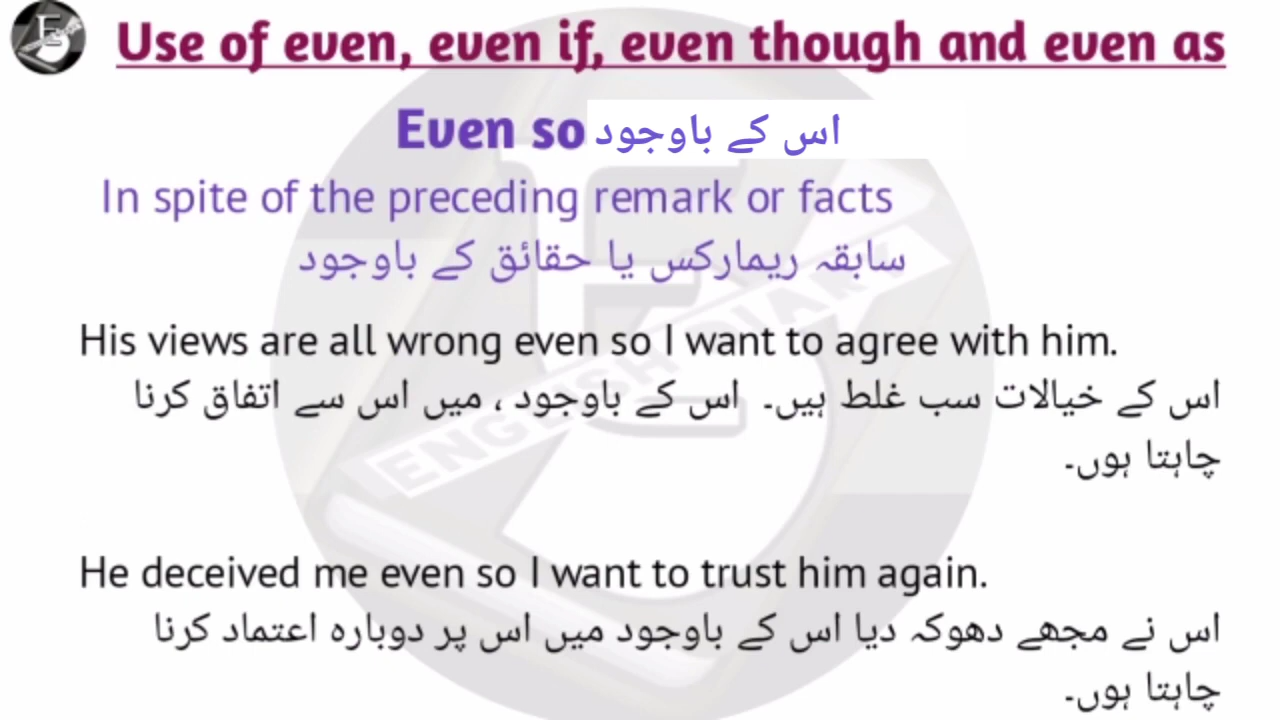 Use of even, even if, even though and even as
Even so اس کے باوجود
In spite of the preceding remark or facts
سابقہ ریمارکس یا حقائق کے باوجود
His views are all wrong even so I want to agree with him.
اس کے خیالات سب غلط ہیں۔ اس کے باوجود ، میں اس سے اتفاق کرنا
چاہتا ہوں۔
He deceived me even so I want to trust him again.
اس نے مجھے دھوکہ دیا اس کے باوجود میں اس پر دوبارہ اعتماد کرنا
چاہتا ہوں۔
ENGLISH DIARY